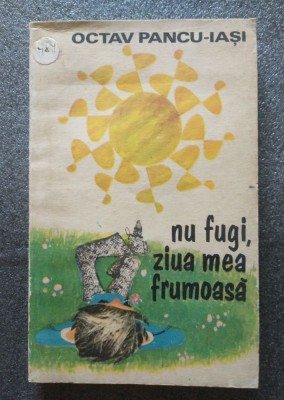 OCTAV PANCU-IAȘI
nu fugi,
ziua mea
frumoasă